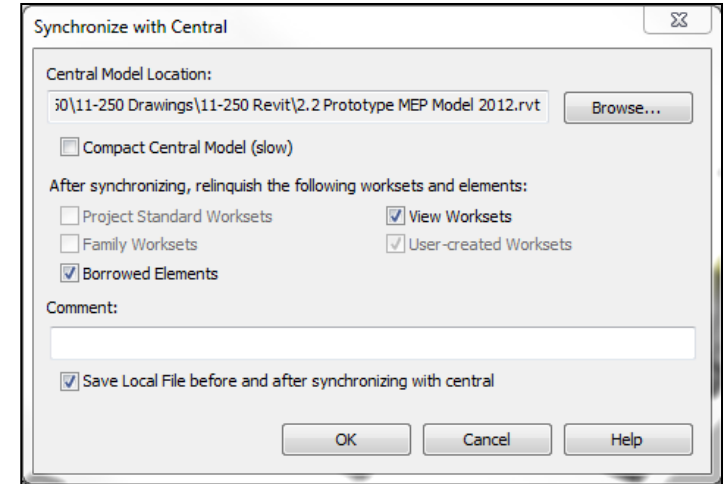 Synchronize with Central
Central Model Location:
50\11-250 Drawings\11-250 Revit\2.2 Prototype MEP Model 2012.rvt
Browse...
Compact Central Model (slow)
After synchronizing, relinquish the following worksets and elements:
Project Standard Worksets
View Worksets
Family Worksets
User-created Worksets
Borrowed Elements
Comment:
Save Local File before and after synchronizing with central
OK
Cancel
Help